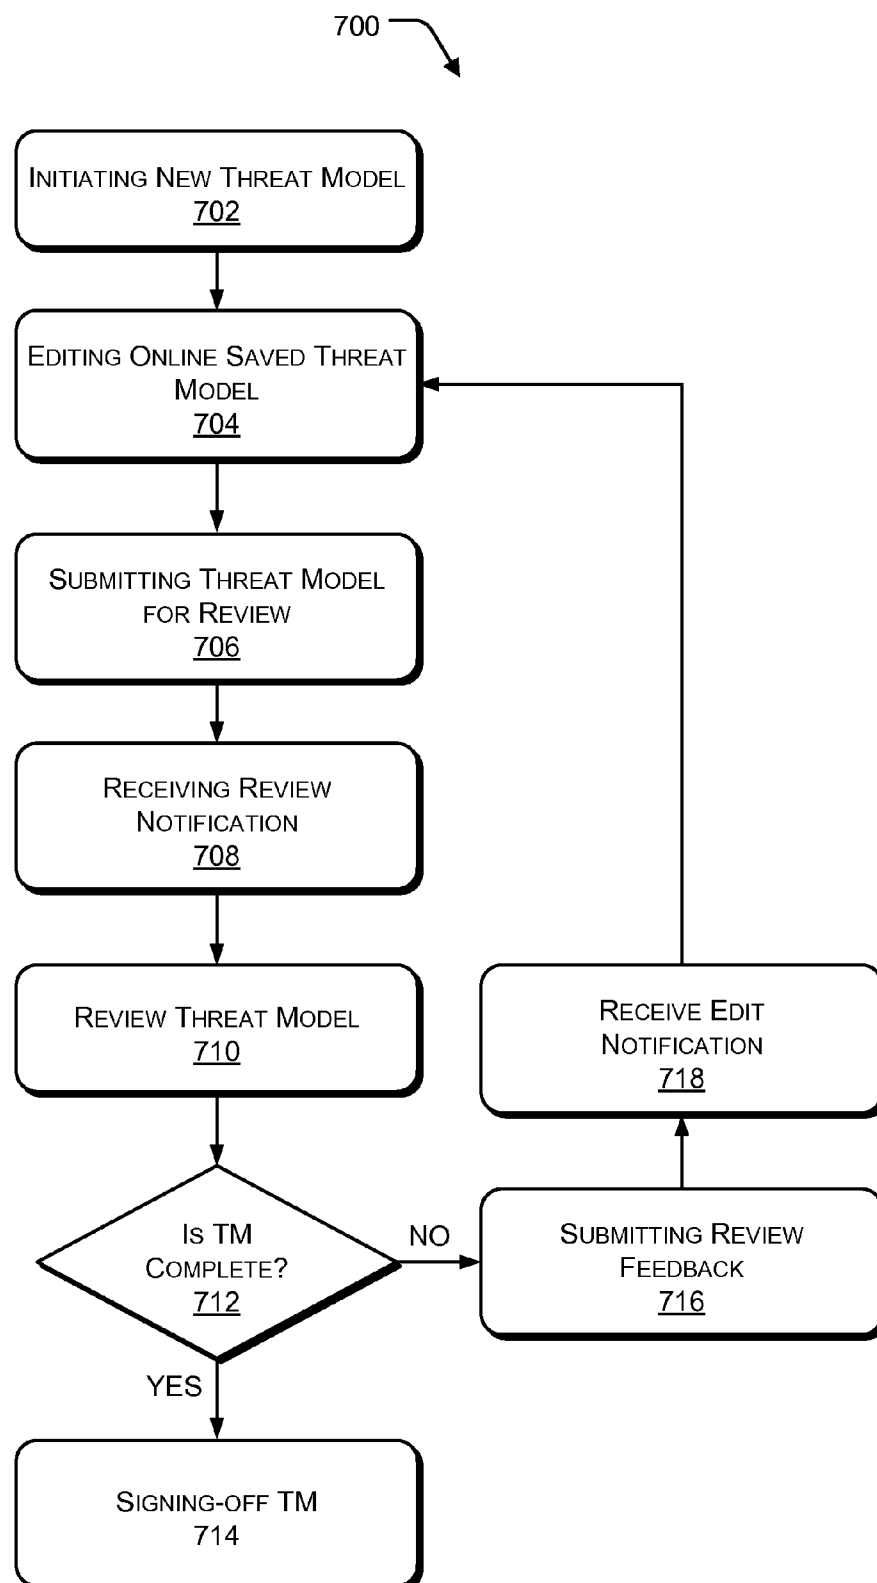 700
INITIATING NEW THREAT MODEL
702
EDITING ONLINE SAVED THREAT
MODEL
704
SUBMITTING THREAT MODEL
FOR REVIEW
706
RECEIVING REVIEW
NOTIFICATION
708
REVIEW THREAT MODEL
710
RECEIVE EDIT
NOTIFICATION
718
IS TM
COMPLETE?
712
NO
SUBMITTING REVIEW
FEEDBACK
716
YES
SIGNING-OFF TM
714